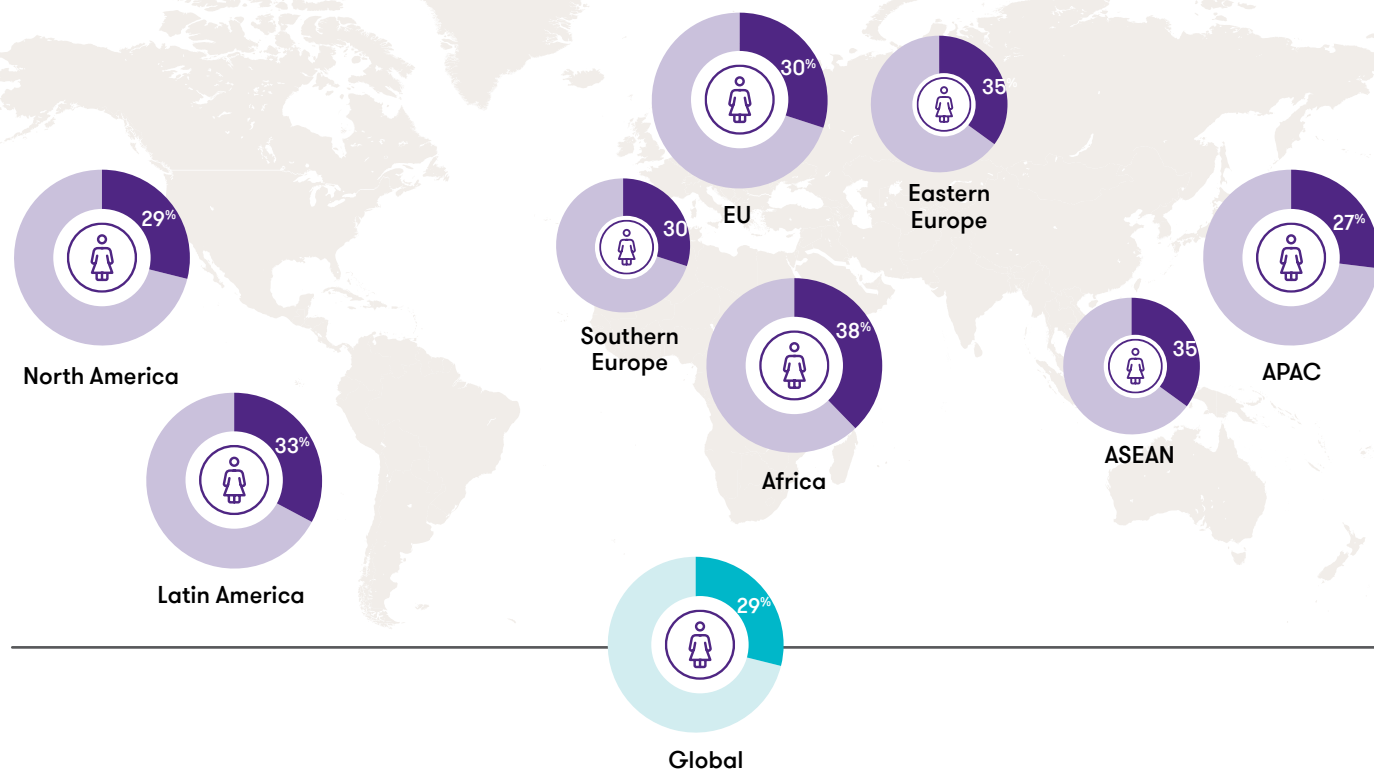 30%
EU
35%
Eastern
Europe
29%
North America
30
Southern
Europe
38%
Africa
27%
APAC
35
ASEAN
33%
Latin America
29%
Global